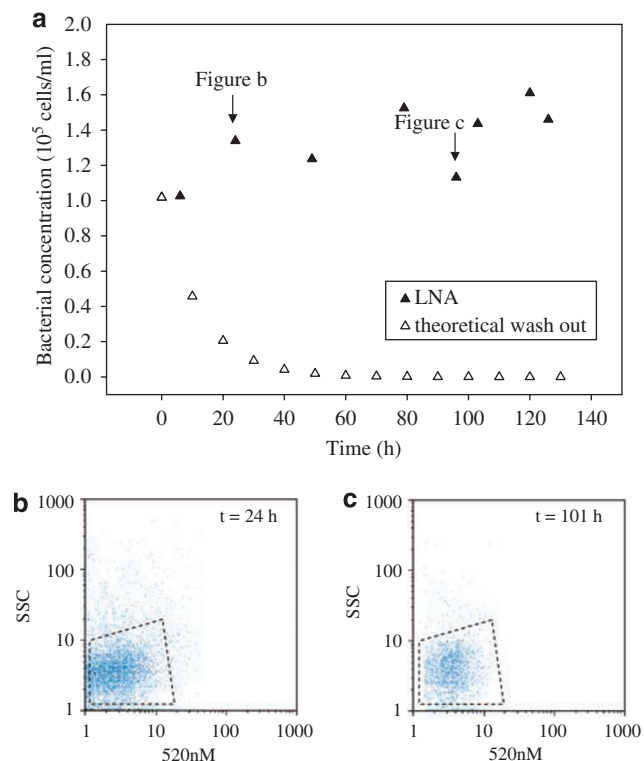 a
Bacterial concentration (10⁵ cells/ml)
2.0
1.8
1.6
1.4
1.2
1.0
0.8
0.6
0.4
0.2
0.0
Figure b
Figure c
▲ LNA
△ theoretical wash out
0 20 40 60 80 100 120 140
Time (h)
b
t = 24 h
SSC
1000
100
10
1
1 10 100 1000
520nM
c
t = 101 h
SSC
1000
100
10
1
1 10 100 1000
520nM